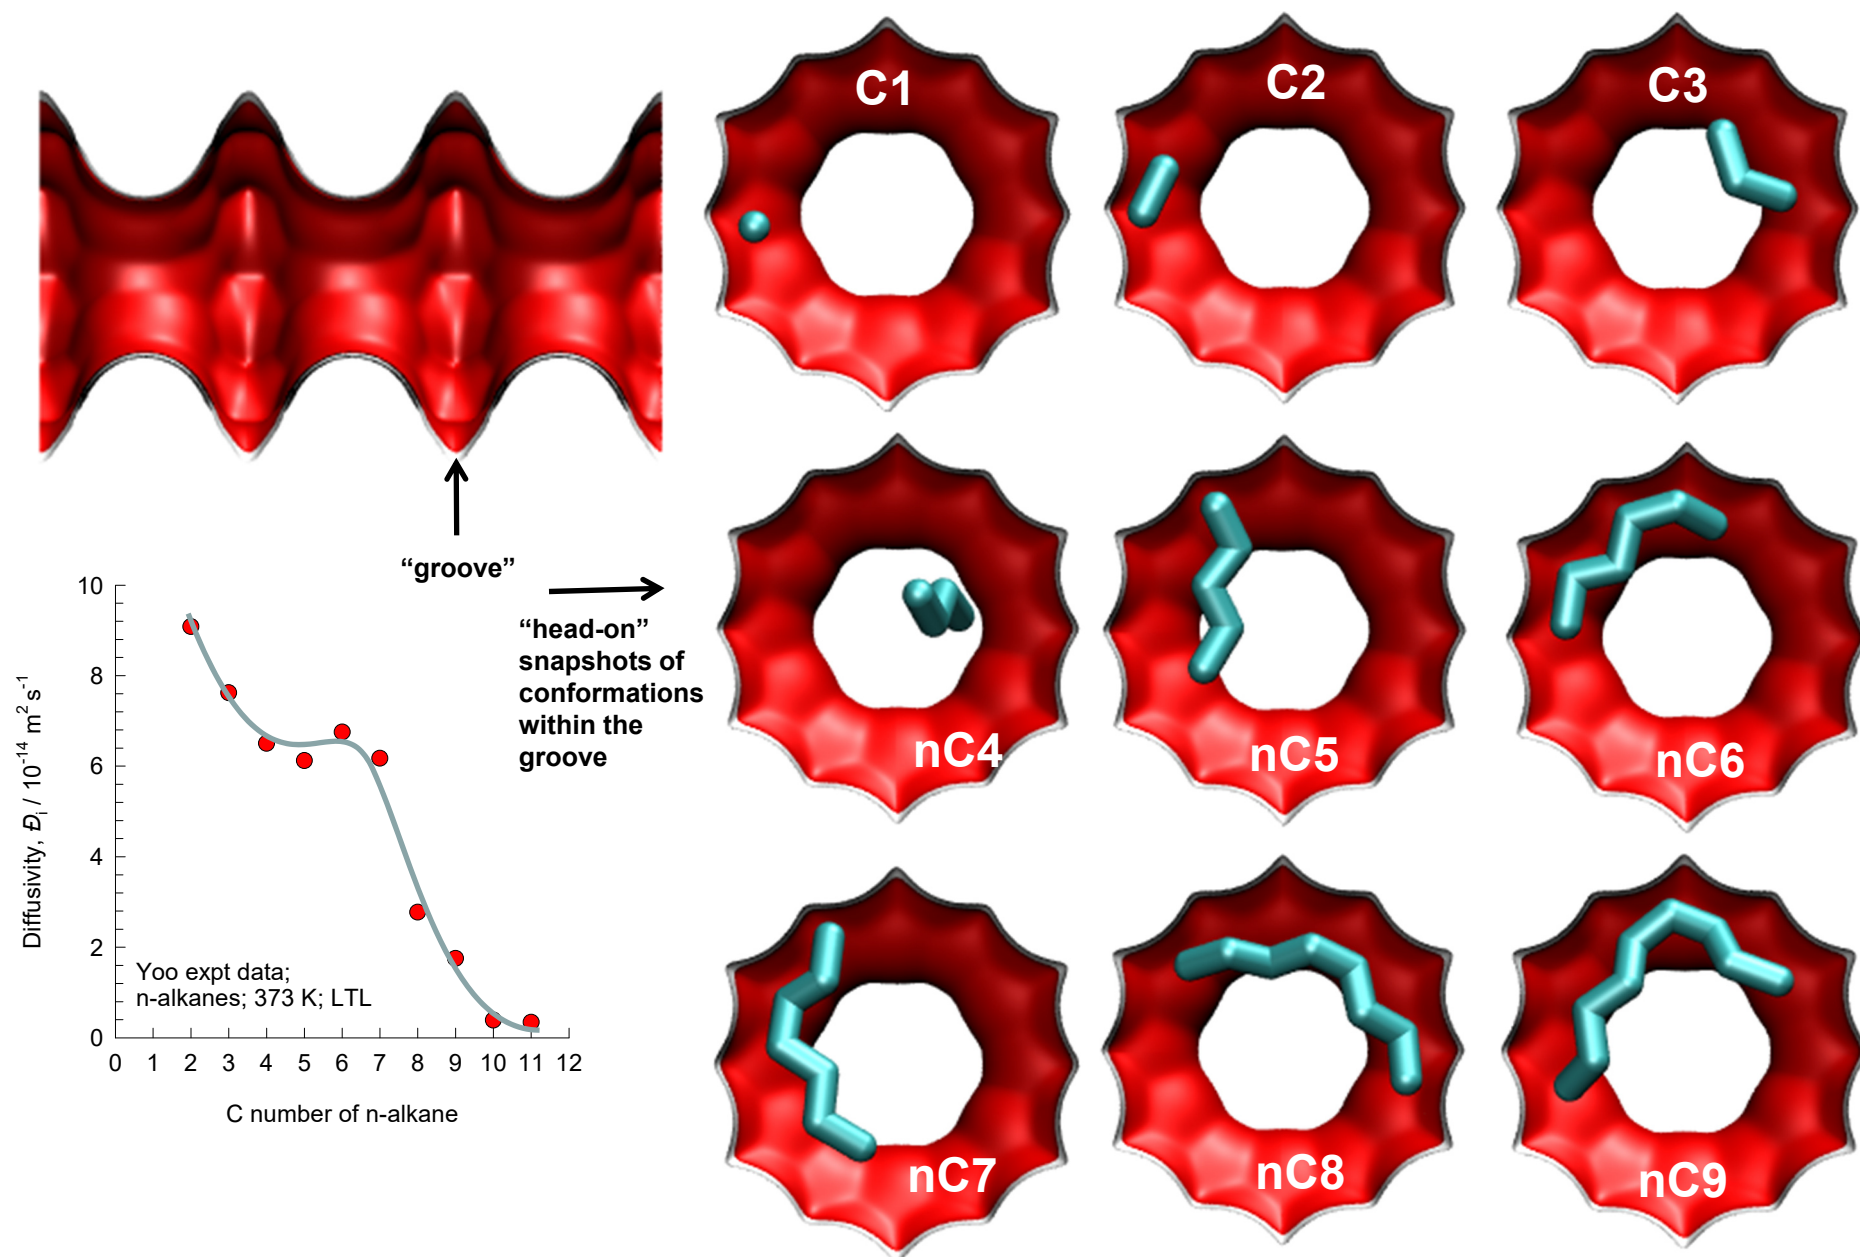 C1
C2
C3
“groove”
“head-on”
snapshots of
conformations
within the
groove
nC4
nC5
nC6
nC7
nC8
nC9
10
8
6
4
2
0
Diffusivity, Đi / 10-14 m2 s-1
Yoo expt data;
n-alkanes; 373 K; LTL
0 1 2 3 4 5 6 7 8 9 10 11 12
C number of n-alkane